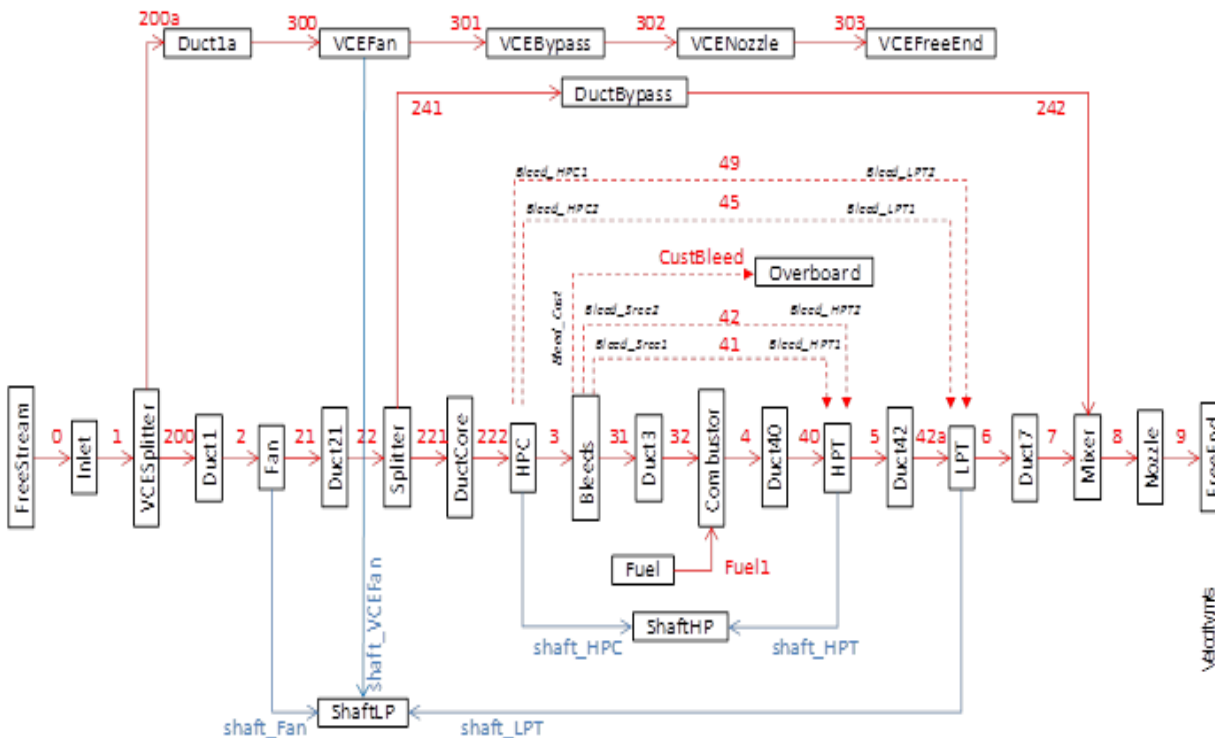 200a
300
301
302
303
Duct1a
VCEFan
VCEBypass
VCENozzle
VCEFreeEnd
DuctBypass
241
242
Bleed_HPC1
49
Bleed_LPT2
Bleed_HPC2
45
Bleed_LPT1
CustBleed
Overboard
Bleed_Cust
Bleed_Srce2
42
Bleed_HPT2
Bleed_Srce1
41
Bleed_HPT1
FreeStream
0
Inlet
1
VCESplitter
200
Duct1
2
Fan
21
Duct21
22
Splitter
221
DuctCore
222
HPC
3
Bleeds
31
Duct3
32
Combustor
4
Duct40
40
HPT
5
Duct42
42a
LPT
6
Duct7
7
Mixer
8
Nozzle
9
FreeEnd
Fuel
Fuel1
shaft_VCEFan
ShaftHP
shaft_HPC
shaft_HPT
Velocity,m/s
ShaftLP
shaft_Fan
shaft_LPT